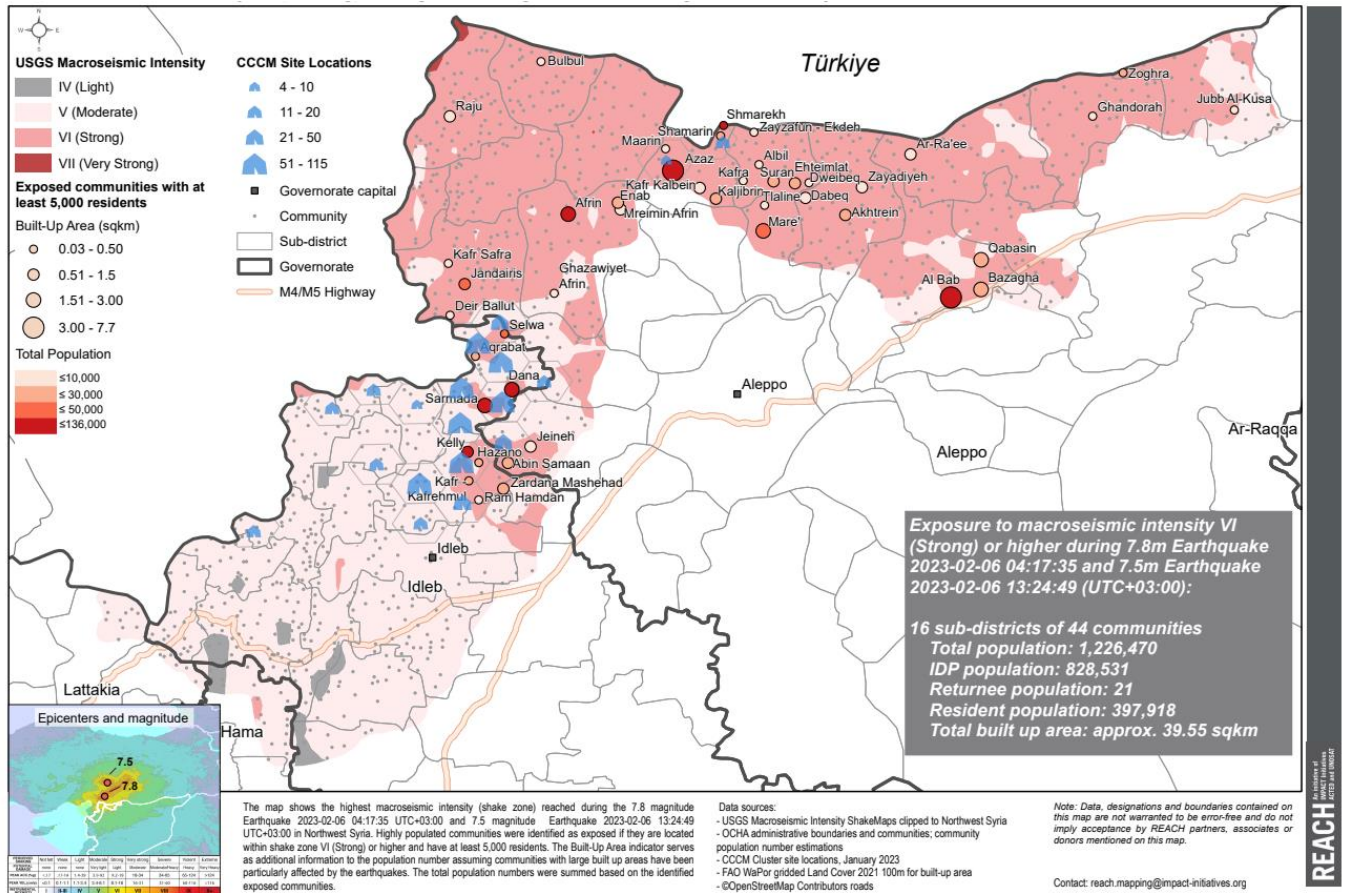 Türkiye
USGS Macroseismic Intensity
IV (Light)
V (Moderate)
VI (Strong)
VII (Very Strong)
Exposed communities with at
least 5,000 residents
Built-Up Area (sqkm)
0.03 - 0.50
0.51 - 1.5
1.51 - 3.00
3.00 - 7.7
Total Population
≤10,000
≤ 30,000
≤ 50,000
≤136,000
CCCM Site Locations
4 - 10
11 - 20
21 - 50
51 - 115
Governorate capital
Community
Sub-district
Governorate
M4/M5 Highway
Bulbul
Raju
Zoghra
Ghandorah
Jubb Al-Kusa
Shmarekh
Shamarin
Zayzafun - Ekdeh
Maarin
Ar-Ra'ee
Azaz
Albil
Kafra
Suran
Ehteimlat
Dweibeq
Zayadiyeh
Kafr Kalbein
Kaljibrin
Tlaline
Dabeq
Enab
Afrin
Mreimin Afrin
Akhtrein
Mare'
Kafr Safra
Jandairis
Ghazawiyet
Afrin
Qabasin
Al Bab
Bazagha
Deir Ballut
Selwa
Aqrabat
Dana
Sarmada
Aleppo
Kelly
Hazano
Jeineh
Abin Samaan
Kafr
Zardana Mashehad
Kafrehmul
Ram Hamdan
Aleppo
Ar-Raqqa
Idleb
Idleb
Lattakia
Hama
Exposure to macroseismic intensity VI
(Strong) or higher during 7.8m Earthquake
2023-02-06 04:17:35 and 7.5m Earthquake
2023-02-06 13:24:49 (UTC+03:00):
16 sub-districts of 44 communities
Total population: 1,226,470
IDP population: 828,531
Returnee population: 21
Resident population: 397,918
Total built up area: approx. 39.55 sqkm
Epicenters and magnitude
7.5
7.8
The map shows the highest macroseismic intensity (shake zone) reached during the 7.8 magnitude
Earthquake 2023-02-06 04:17:35 UTC+03:00 and 7.5 magnitude Earthquake 2023-02-06 13:24:49
UTC+03:00 in Northwest Syria. Highly populated communities were identified as exposed if they are located
within shake zone VI (Strong) or higher and have at least 5,000 residents. The Built-Up Area indicator serves
as additional information to the population number assuming communities with large built up areas have been
particularly affected by the earthquakes. The total population numbers were summed based on the identified
exposed communities.
Data sources:
- USGS Macroseismic Intensity ShakeMaps clipped to Northwest Syria
- OCHA administrative boundaries and communities; community
population number estimations
- CCCM Cluster site locations, January 2023
- FAO WaPor gridded Land Cover 2021 100m for built-up area
- ©OpenStreetMap Contributors roads
Note: Data, designations and boundaries contained on
this map are not warranted to be error-free and do not
imply acceptance by REACH partners, associates or
donors mentioned on this map.
Contact: reach.mapping@impact-initiatives.org
REACH
An initiative of
IMPACT Initiatives
ACTED and UNOSAT